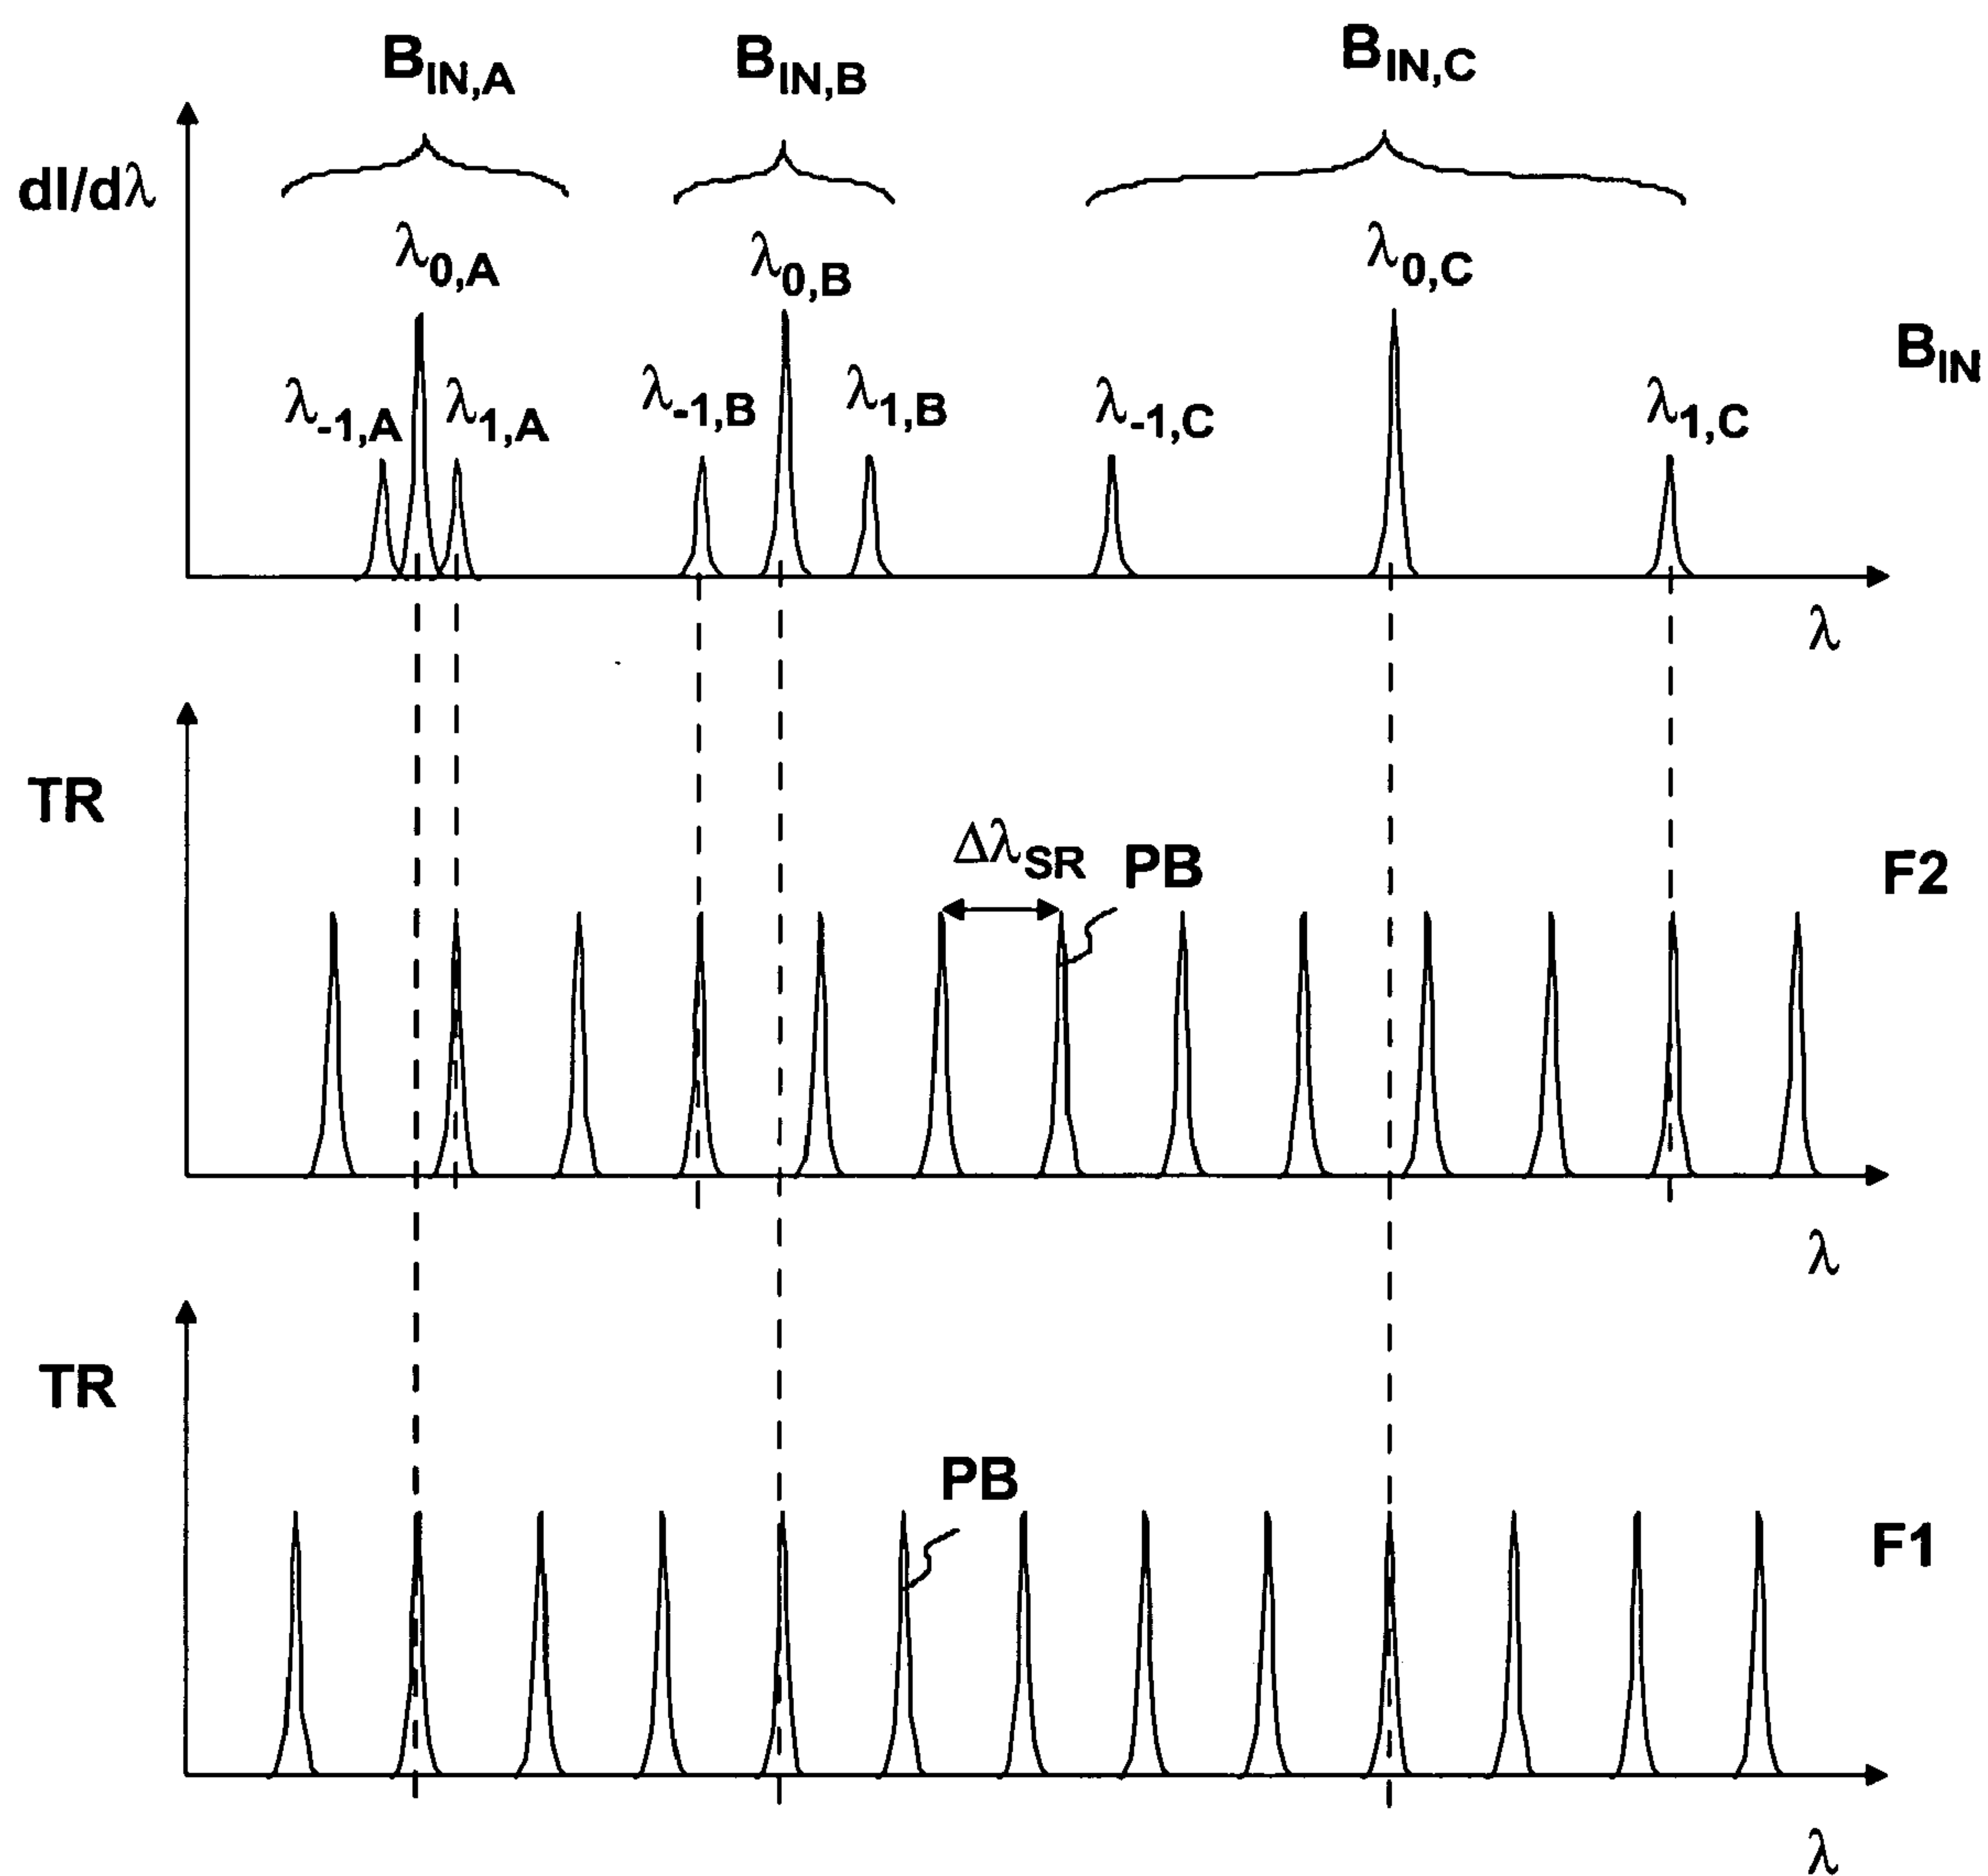 B_IN,A B_IN,B B_IN,C
dI/dλ
λ_0,A λ_0,B λ_0,C
B_IN
λ_-1,A λ_1,A λ_-1,B λ_1,B λ_-1,C λ_1,C
λ
TR
Δλ_SR PB
F2
λ
TR
PB
F1
λ